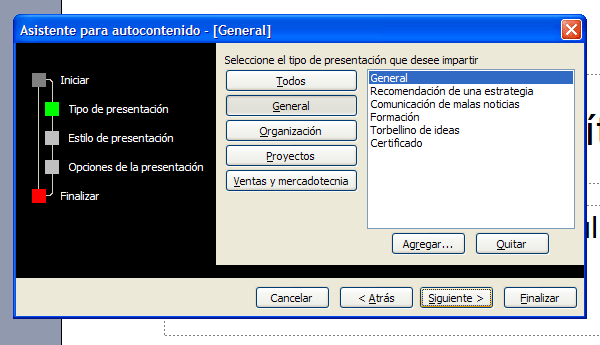 Asistente para autocontenido - [General]
Seleccione el tipo de presentación que desee impartir
Iniciar
Tipo de presentación
Estilo de presentación
Opciones de la presentación
Finalizar
Todos
General
Organización
Proyectos
Ventas y mercadotecnia
General
Recomendación de una estrategia
Comunicación de malas noticias
Formación
Torbellino de ideas
Certificado
Agregar...
Quitar
Cancelar
< Atrás
Siguiente >
Finalizar